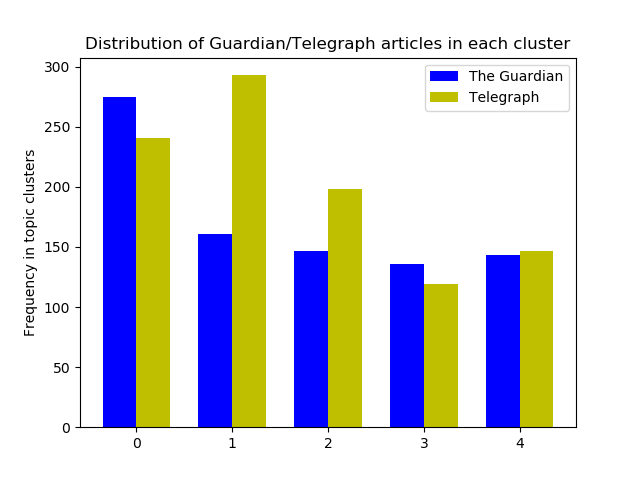 Distribution of Guardian/Telegraph articles in each cluster
The Guardian
Telegraph
Frequency in topic clusters
300
250
200
150
100
50
0
0 1 2 3 4